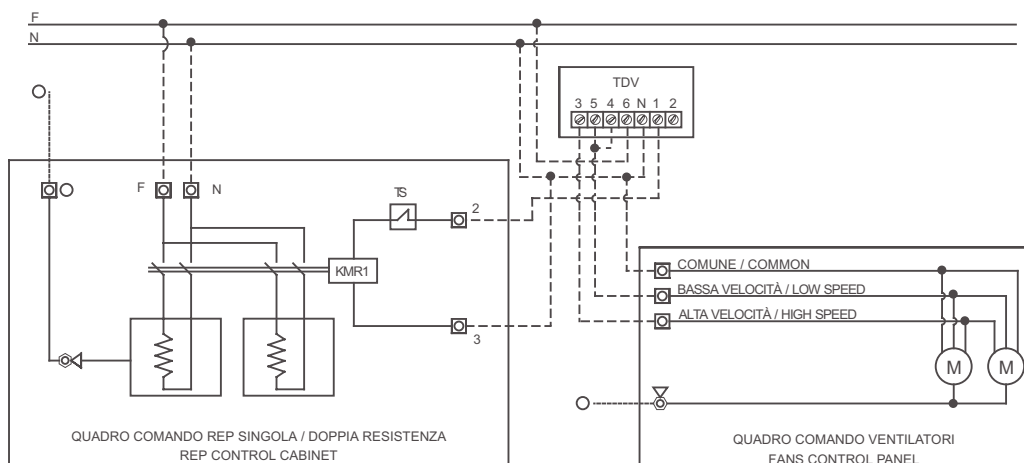 F
N
TDV
3 5 4 6 N 1 2
F
N
TS
2
KMR1
3
COMUNE / COMMON
BASSA VELOCITÀ / LOW SPEED
ALTA VELOCITÀ / HIGH SPEED
M
M
QUADRO COMANDO REP SINGOLA / DOPPIA RESISTENZA
REP CONTROL CABINET
QUADRO COMANDO VENTILATORI
FANS CONTROL PANEL